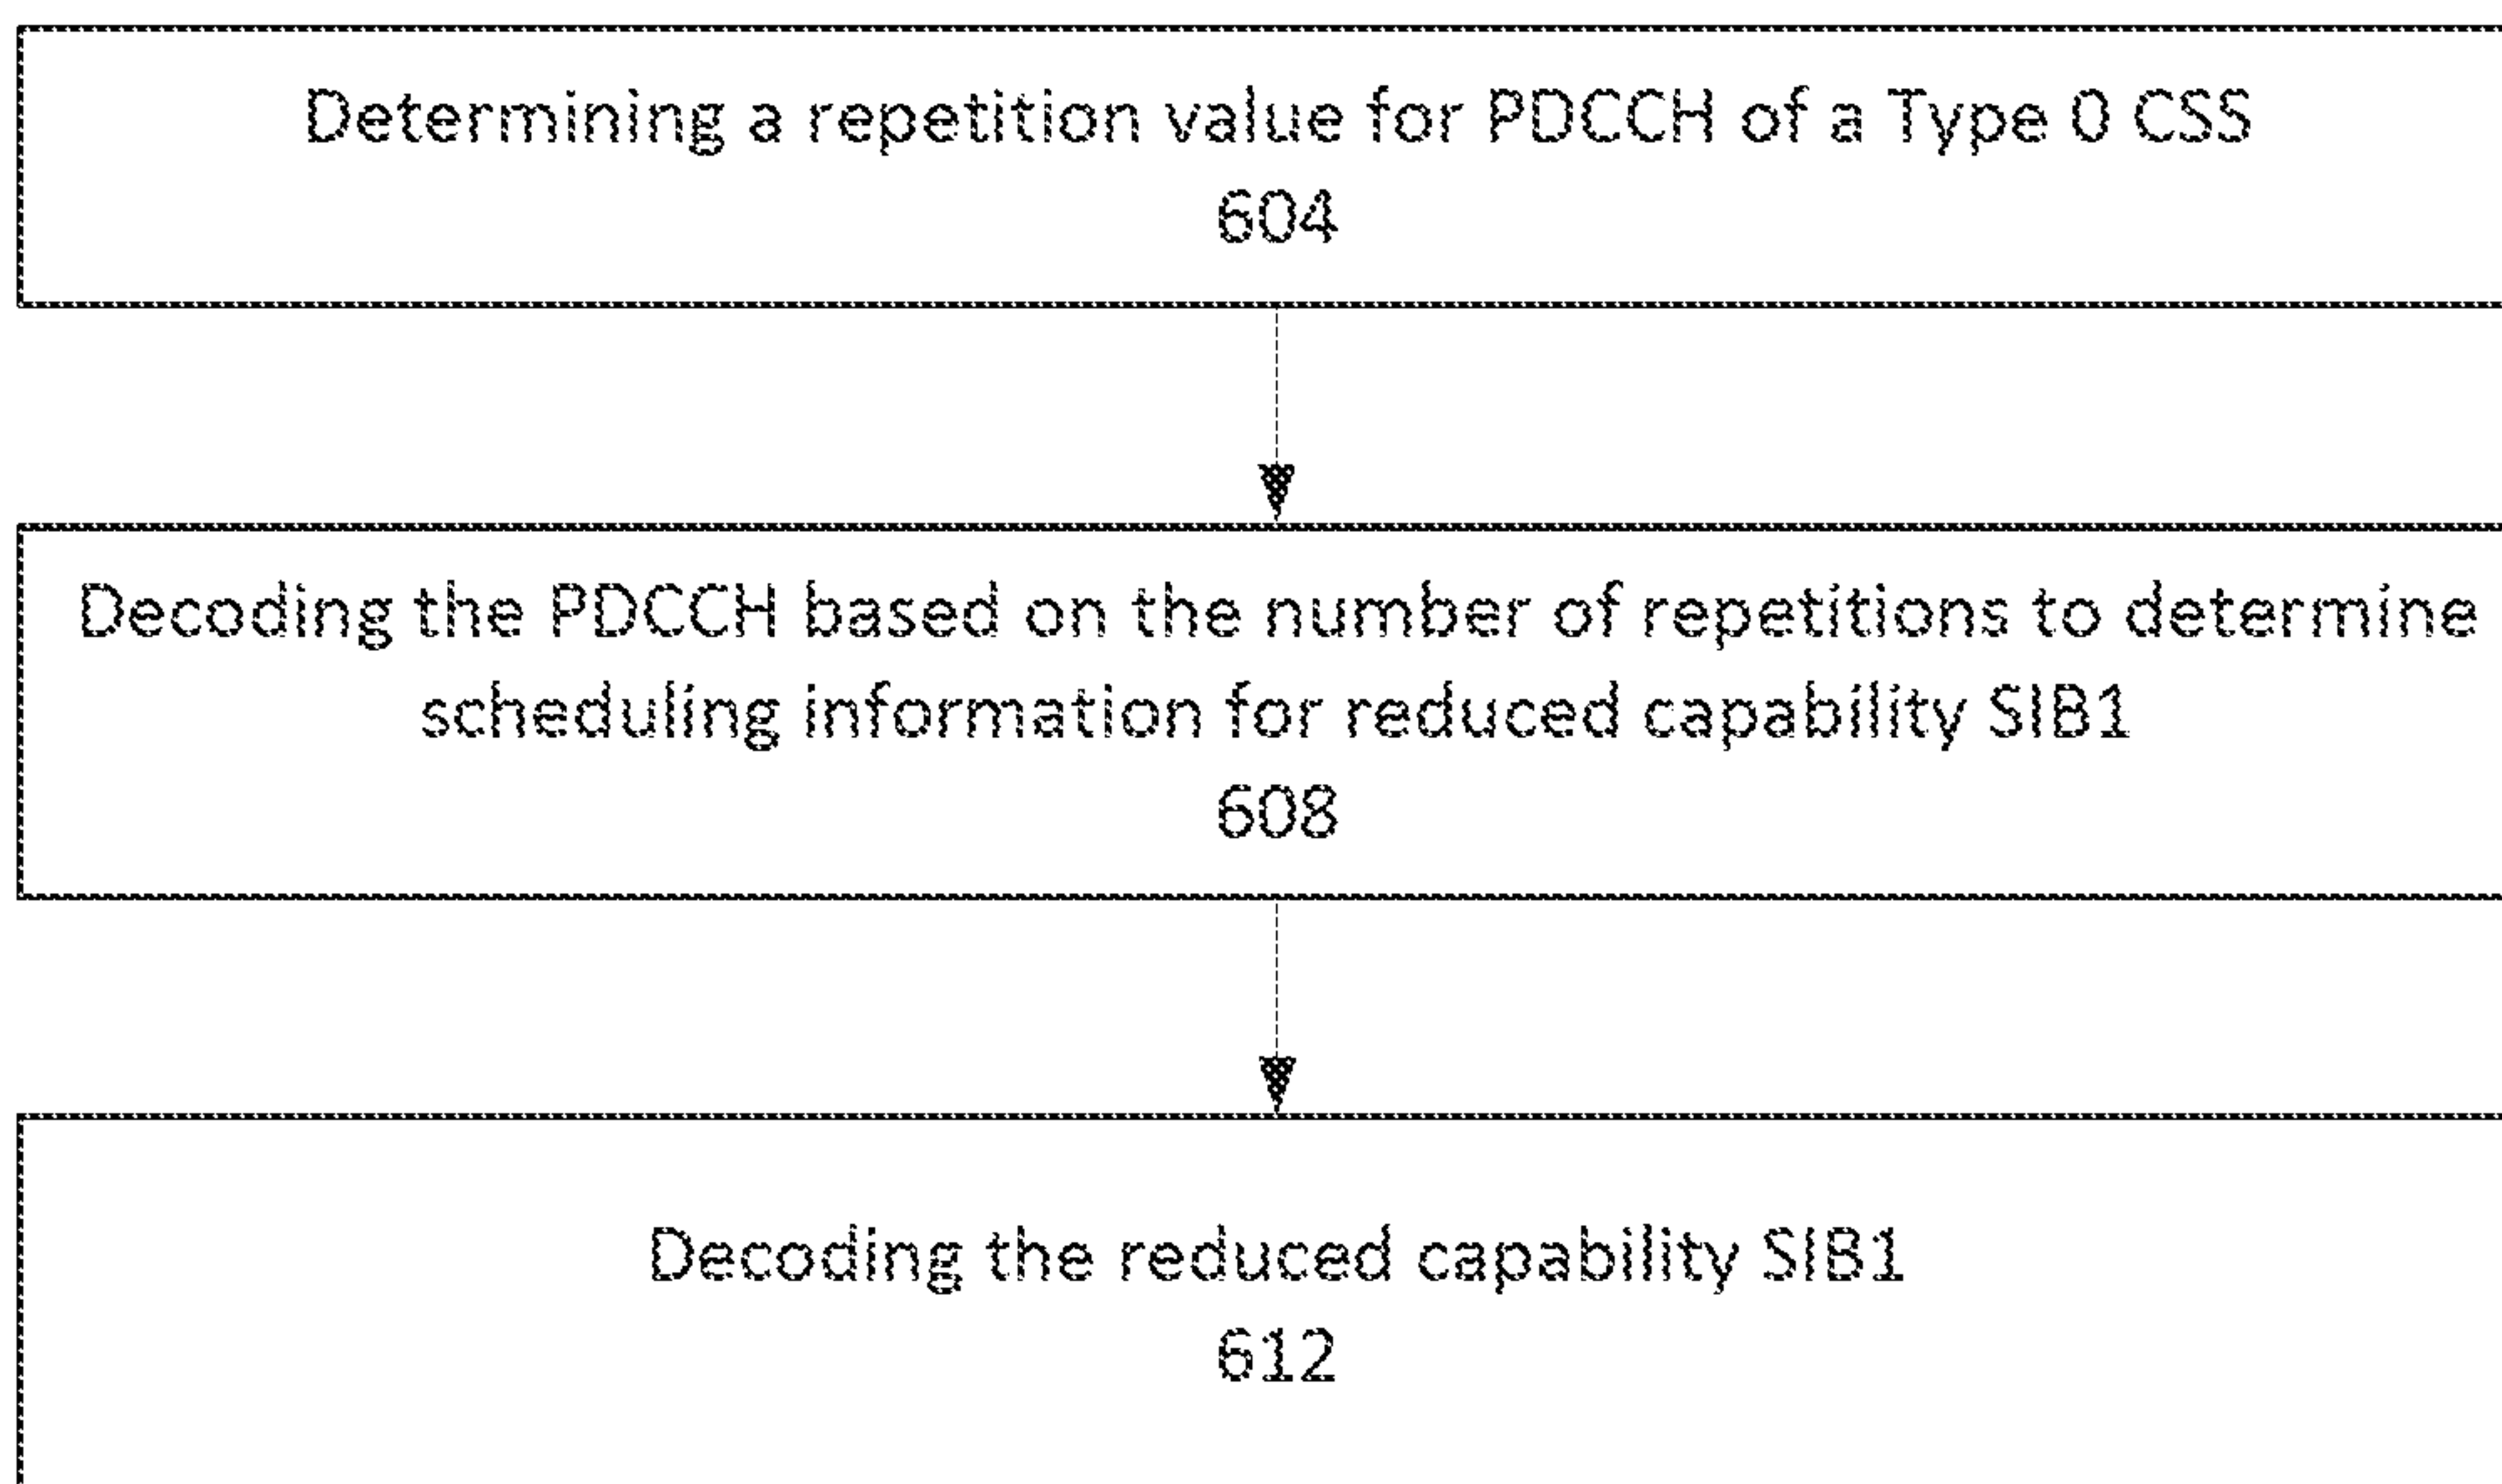 Determining a repetition value for PDCCH of a Type 0 CSS
604
Decoding the PDCCH based on the number of repetitions to determine
scheduling information for reduced capability SIB1
608
Decoding the reduced capability SIB1
612